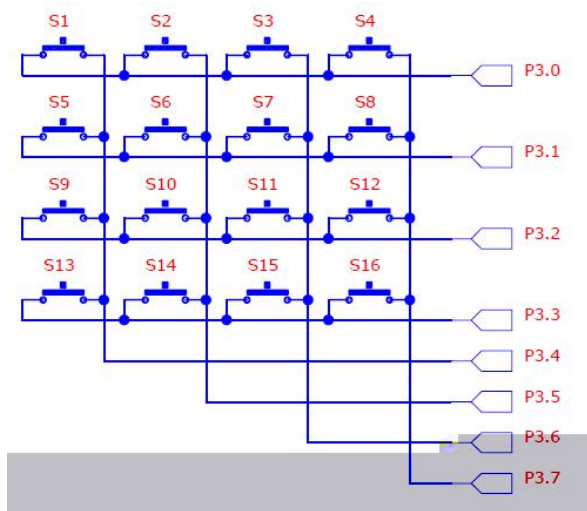 S1 S2 S3 S4
P3.0
S5 S6 S7 S8
P3.1
S9 S10 S11 S12
P3.2
S13 S14 S15 S16
P3.3
P3.4
P3.5
P3.6
P3.7